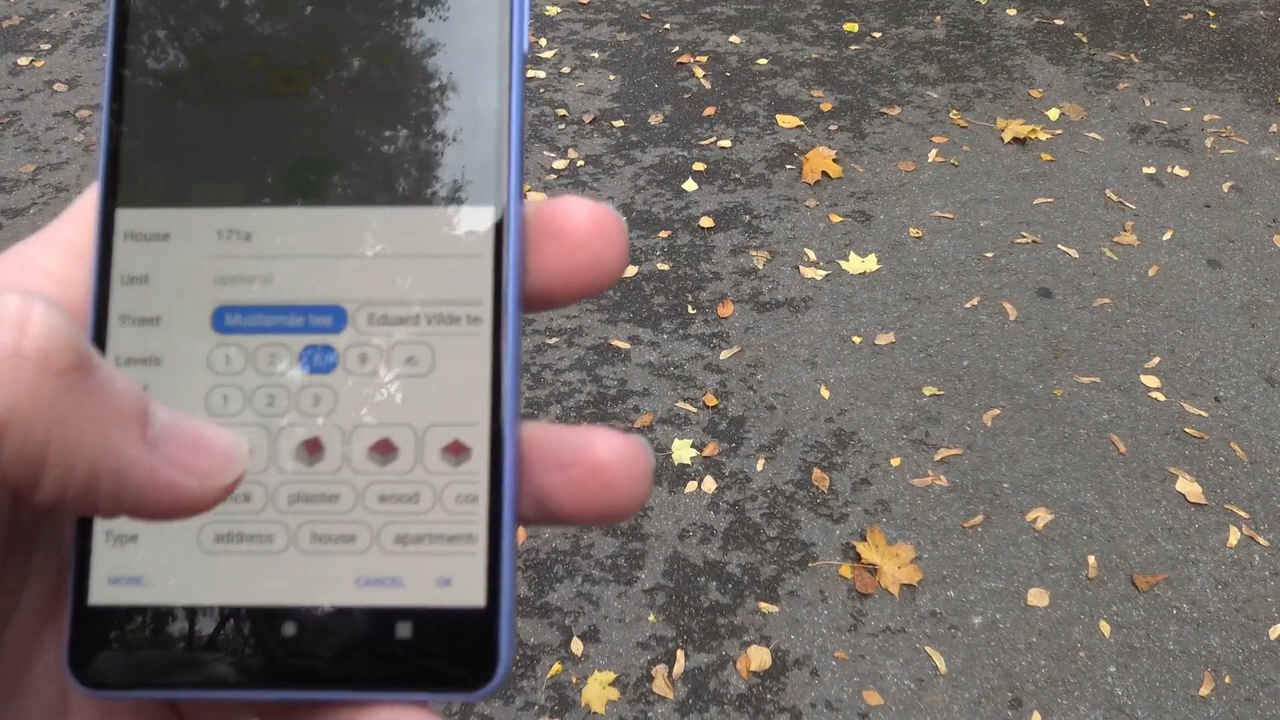 House 171a
Unit optional
Street Mustamäe tee Eduard Vilde te
Levels 1 2 9
1 2 3
plaster wood
Type address house apartments
MORE... CANCEL OK